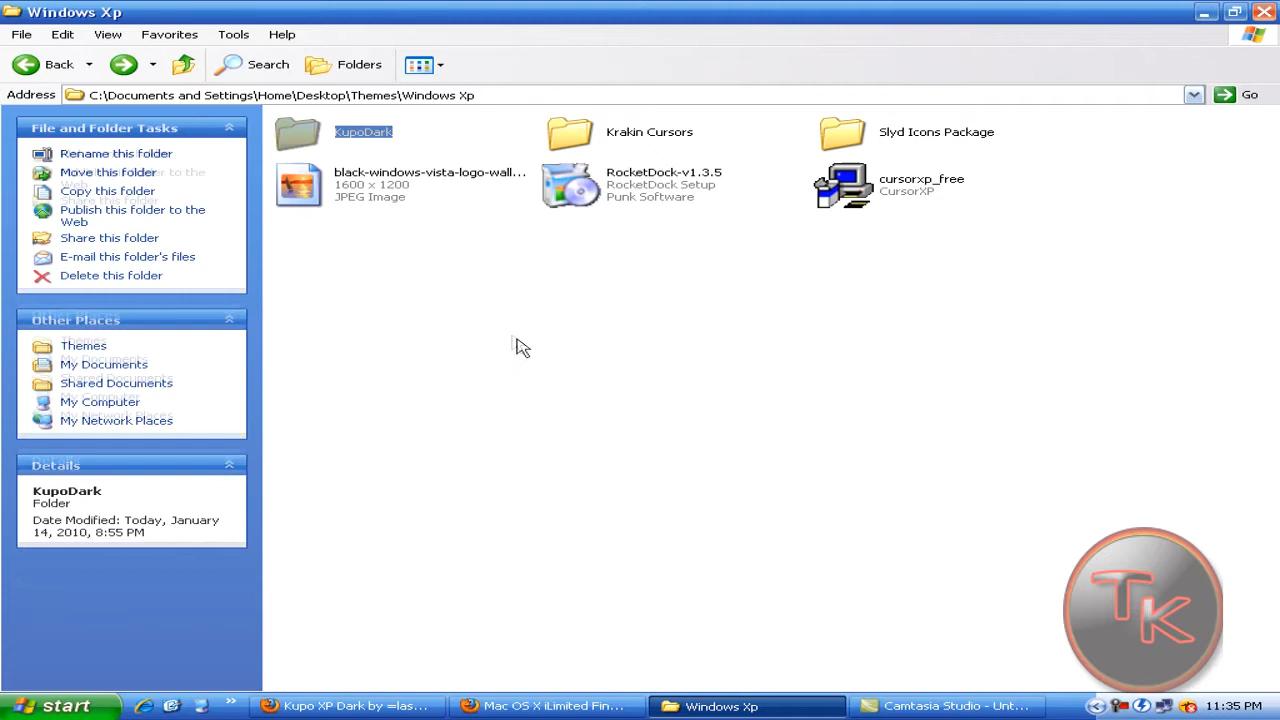 Windows Xp
File Edit View Favorites Tools Help
Back Search Folders
Address C:\Documents and Settings\Home\Desktop\Themes\Windows Xp Go
File and Folder Tasks
Rename this folder
Move this folder
Copy this folder
Publish this folder to the
Web
Share this folder
E-mail this folder's files
Delete this folder
Other Places
Themes
My Documents
Shared Documents
My Computer
My Network Places
Details
KupoDark
Folder
Date Modified: Today, January
14, 2010, 8:55 PM
KupoDark
Krakin Cursors
Slyd Icons Package
black-windows-vista-logo-wall...
1600 x 1200
JPEG Image
RocketDock-v1.3.5
RocketDock Setup
Punk Software
cursorxp_free
CursorXP
TK
start
Kupo XP Dark by =las...
Mac OS X iLimited Fin...
Windows Xp
Camtasia Studio - Unt...
11:35 PM